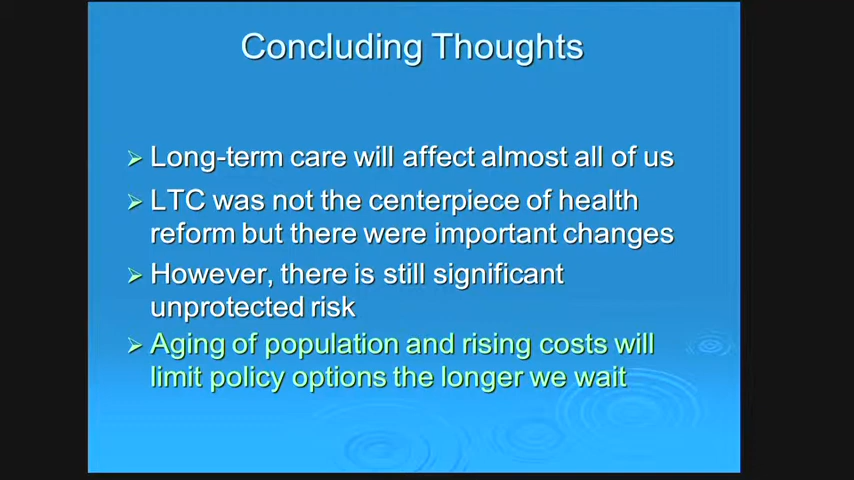 Concluding Thoughts
Long-term care will affect almost all of us
LTC was not the centerpiece of health
reform but there were important changes
However, there is still significant
unprotected risk
Aging of population and rising costs will
limit policy options the longer we wait